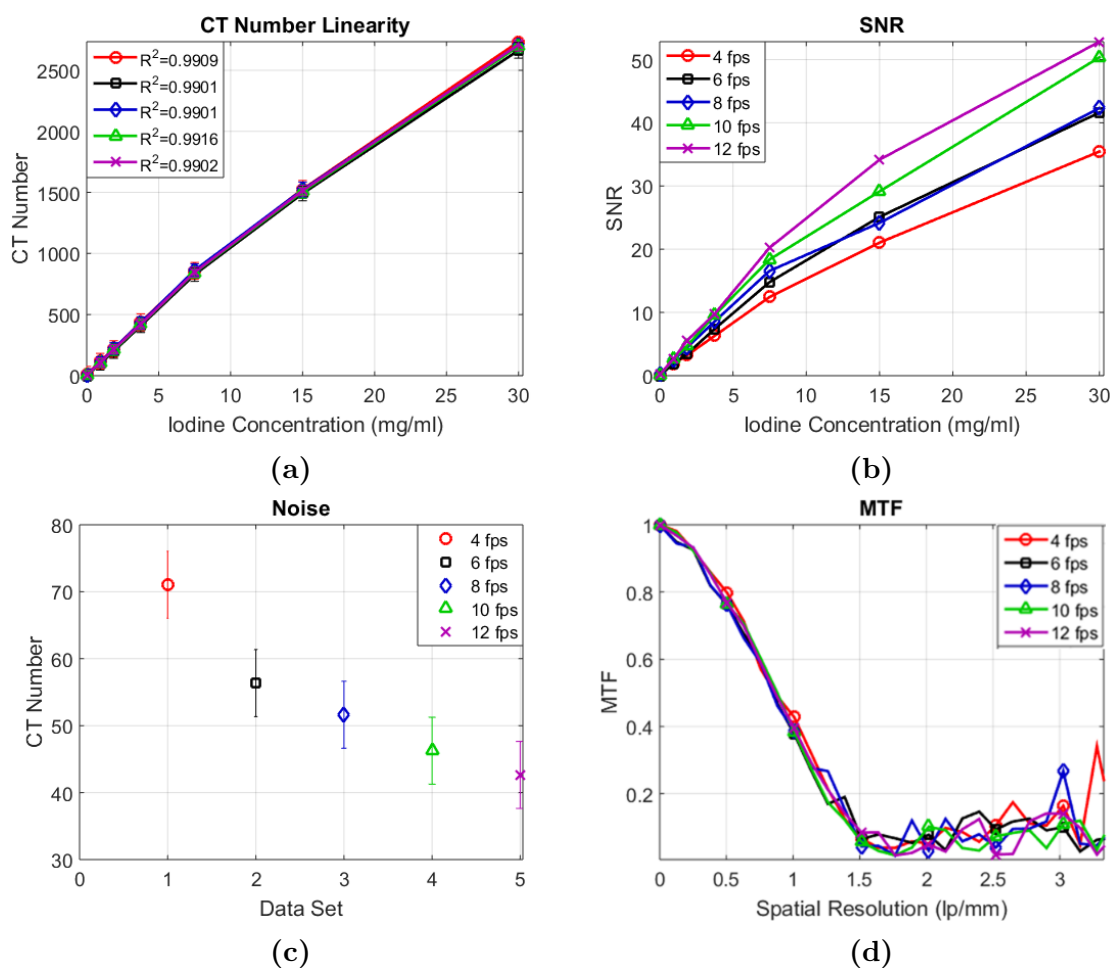 CT Number Linearity
R²=0.9909
R²=0.9901
R²=0.9901
R²=0.9916
R²=0.9902
CT Number
2500
2000
1500
1000
500
0
0 5 10 15 20 25 30
Iodine Concentration (mg/ml)
(a)
SNR
4 fps
6 fps
8 fps
10 fps
12 fps
SNR
50
40
30
20
10
0
0 5 10 15 20 25 30
Iodine Concentration (mg/ml)
(b)
Noise
4 fps
6 fps
8 fps
10 fps
12 fps
CT Number
80
70
60
50
40
30
0 1 2 3 4 5
Data Set
(c)
MTF
4 fps
6 fps
8 fps
10 fps
12 fps
MTF
1
0.8
0.6
0.4
0.2
0 0.5 1 1.5 2 2.5 3
Spatial Resolution (lp/mm)
(d)